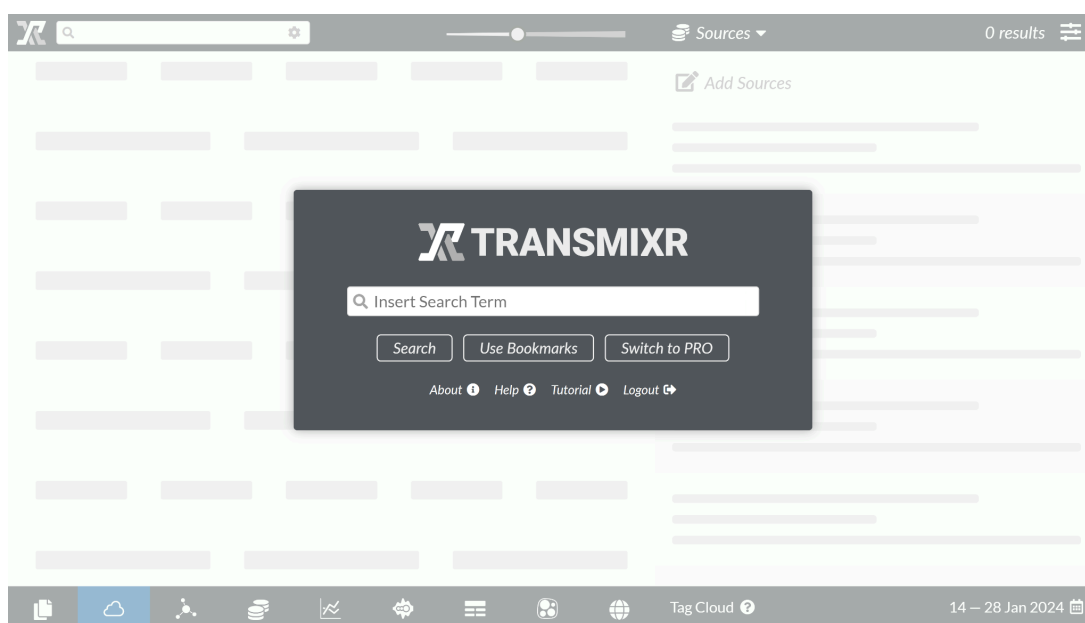 Sources
0 results
Add Sources
TRANSMIXR
Insert Search Term
Search
Use Bookmarks
Switch to PRO
About
Help
Tutorial
Logout
Tag Cloud
14 – 28 Jan 2024